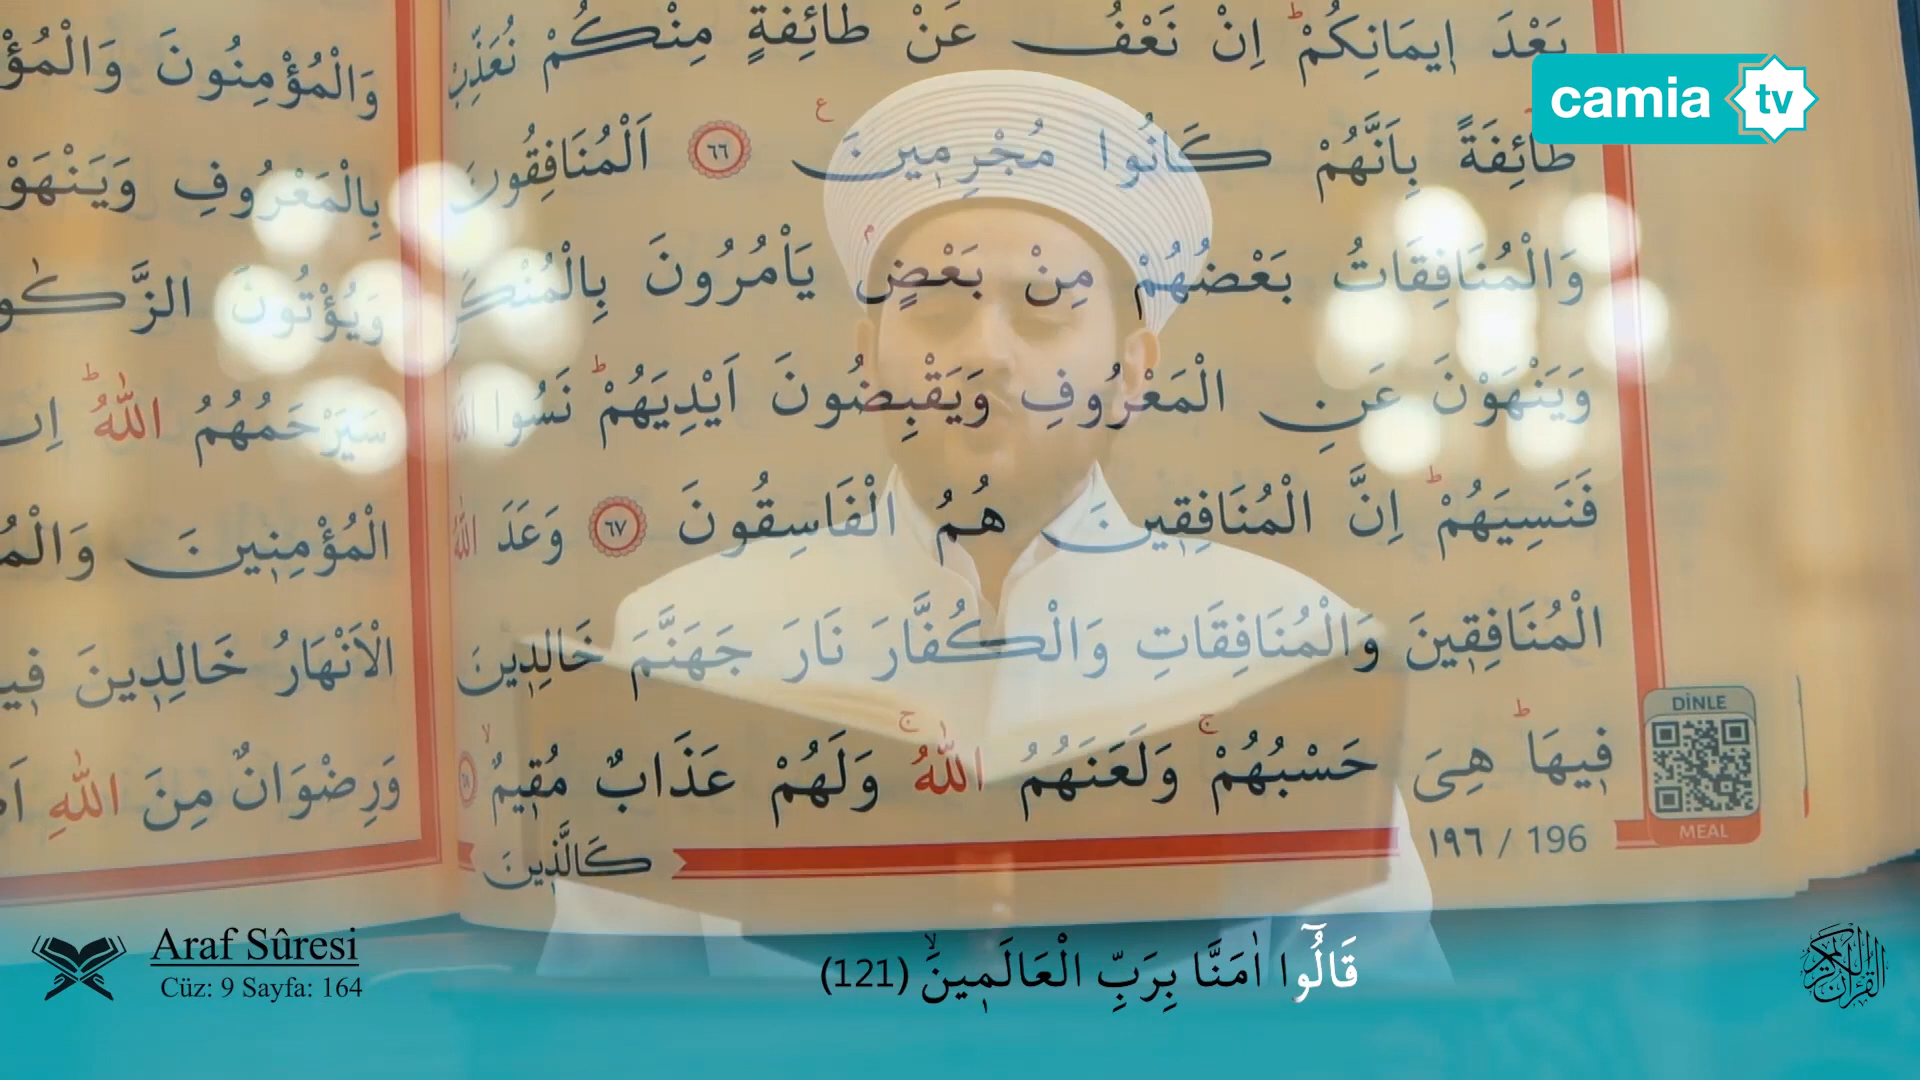 camia tv
بَعْدَ اِيمَانِكُمْ اِنْ نَعْفُ عَنْ طَائِفَةٍ مِنْكُمْ نُعَذِّبْ
طَائِفَةً بِاَنَّهُمْ كَانُوا مُجْرِمِينَ ﴿٦٦﴾ اَلْمُنَافِقُونَ
وَالْمُنَافِقَاتُ بَعْضُهُمْ مِنْ بَعْضٍ يَاْمُرُونَ بِالْمُنْكَرِ
وَيَنْهَوْنَ عَنِ الْمَعْرُوفِ وَيَقْبِضُونَ اَيْدِيَهُمْ نَسُوا اللّٰهَ
فَنَسِيَهُمْ اِنَّ الْمُنَافِقِينَ هُمُ الْفَاسِقُونَ ﴿٦٧﴾ وَعَدَ اللّٰهُ
الْمُنَافِقِينَ وَالْمُنَافِقَاتِ وَالْكُفَّارَ نَارَ جَهَنَّمَ خَالِدِينَ
فِيهَا هِيَ حَسْبُهُمْ وَلَعَنَهُمُ اللّٰهُ وَلَهُمْ عَذَابٌ مُقِيمٌ ﴿٦٨﴾
كَالَّذِينَ
١٩٦ / 196
DİNLE
MEAL
وَالْمُؤْمِنُونَ
بِالْمَعْرُوفِ وَيَنْهَوْ
وَيُؤْتُونَ الزَّكٰو
سَيَرْحَمُهُمُ اللّٰهُ
الْمُؤْمِنِينَ
الْاَنْهَارُ خَالِدِينَ
وَرِضْوَانٌ مِنَ اللّٰهِ
Araf Sûresi
Cüz: 9 Sayfa: 164
قَالُٓوا اٰمَنَّا بِرَبِّ الْعَالَمِينَۙ (121)
القرآن الكريم